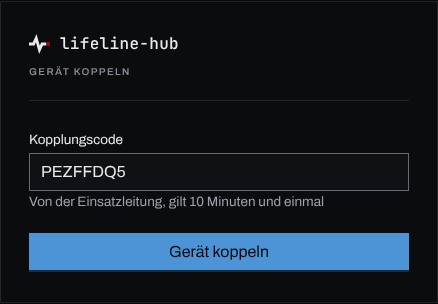 lifeline-hub
GERÄT KOPPELN
Kopplungscode
PEZFFDQ5
Von der Einsatzleitung, gilt 10 Minuten und einmal
Gerät koppeln